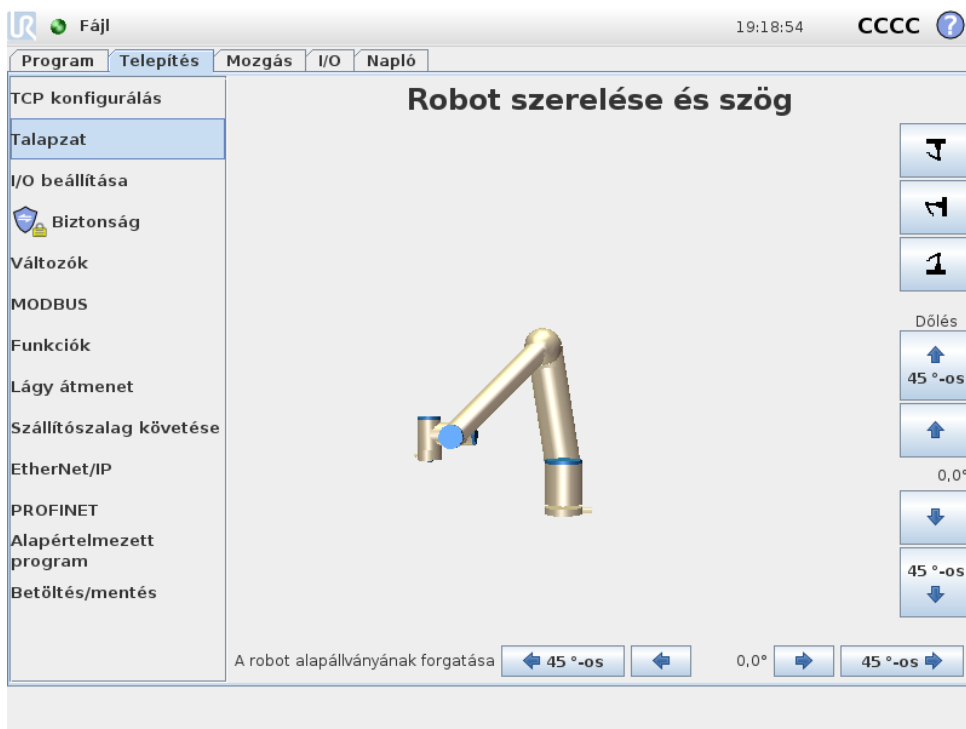 UR Fájl 19:18:54 CCCC ?
Program Telepítés Mozgás I/O Napló
TCP konfigurálás
Talapzat
I/O beállítása
Biztonság
Változók
MODBUS
Funkciók
Lágy átmenet
Szállítószalag követése
EtherNet/IP
PROFINET
Alapértelmezett
program
Betöltés/mentés
Robot szerelése és szög
Dőlés
45 °-os
0,0°
45 °-os
A robot alapállványának forgatása 45 °-os 0,0° 45 °-os